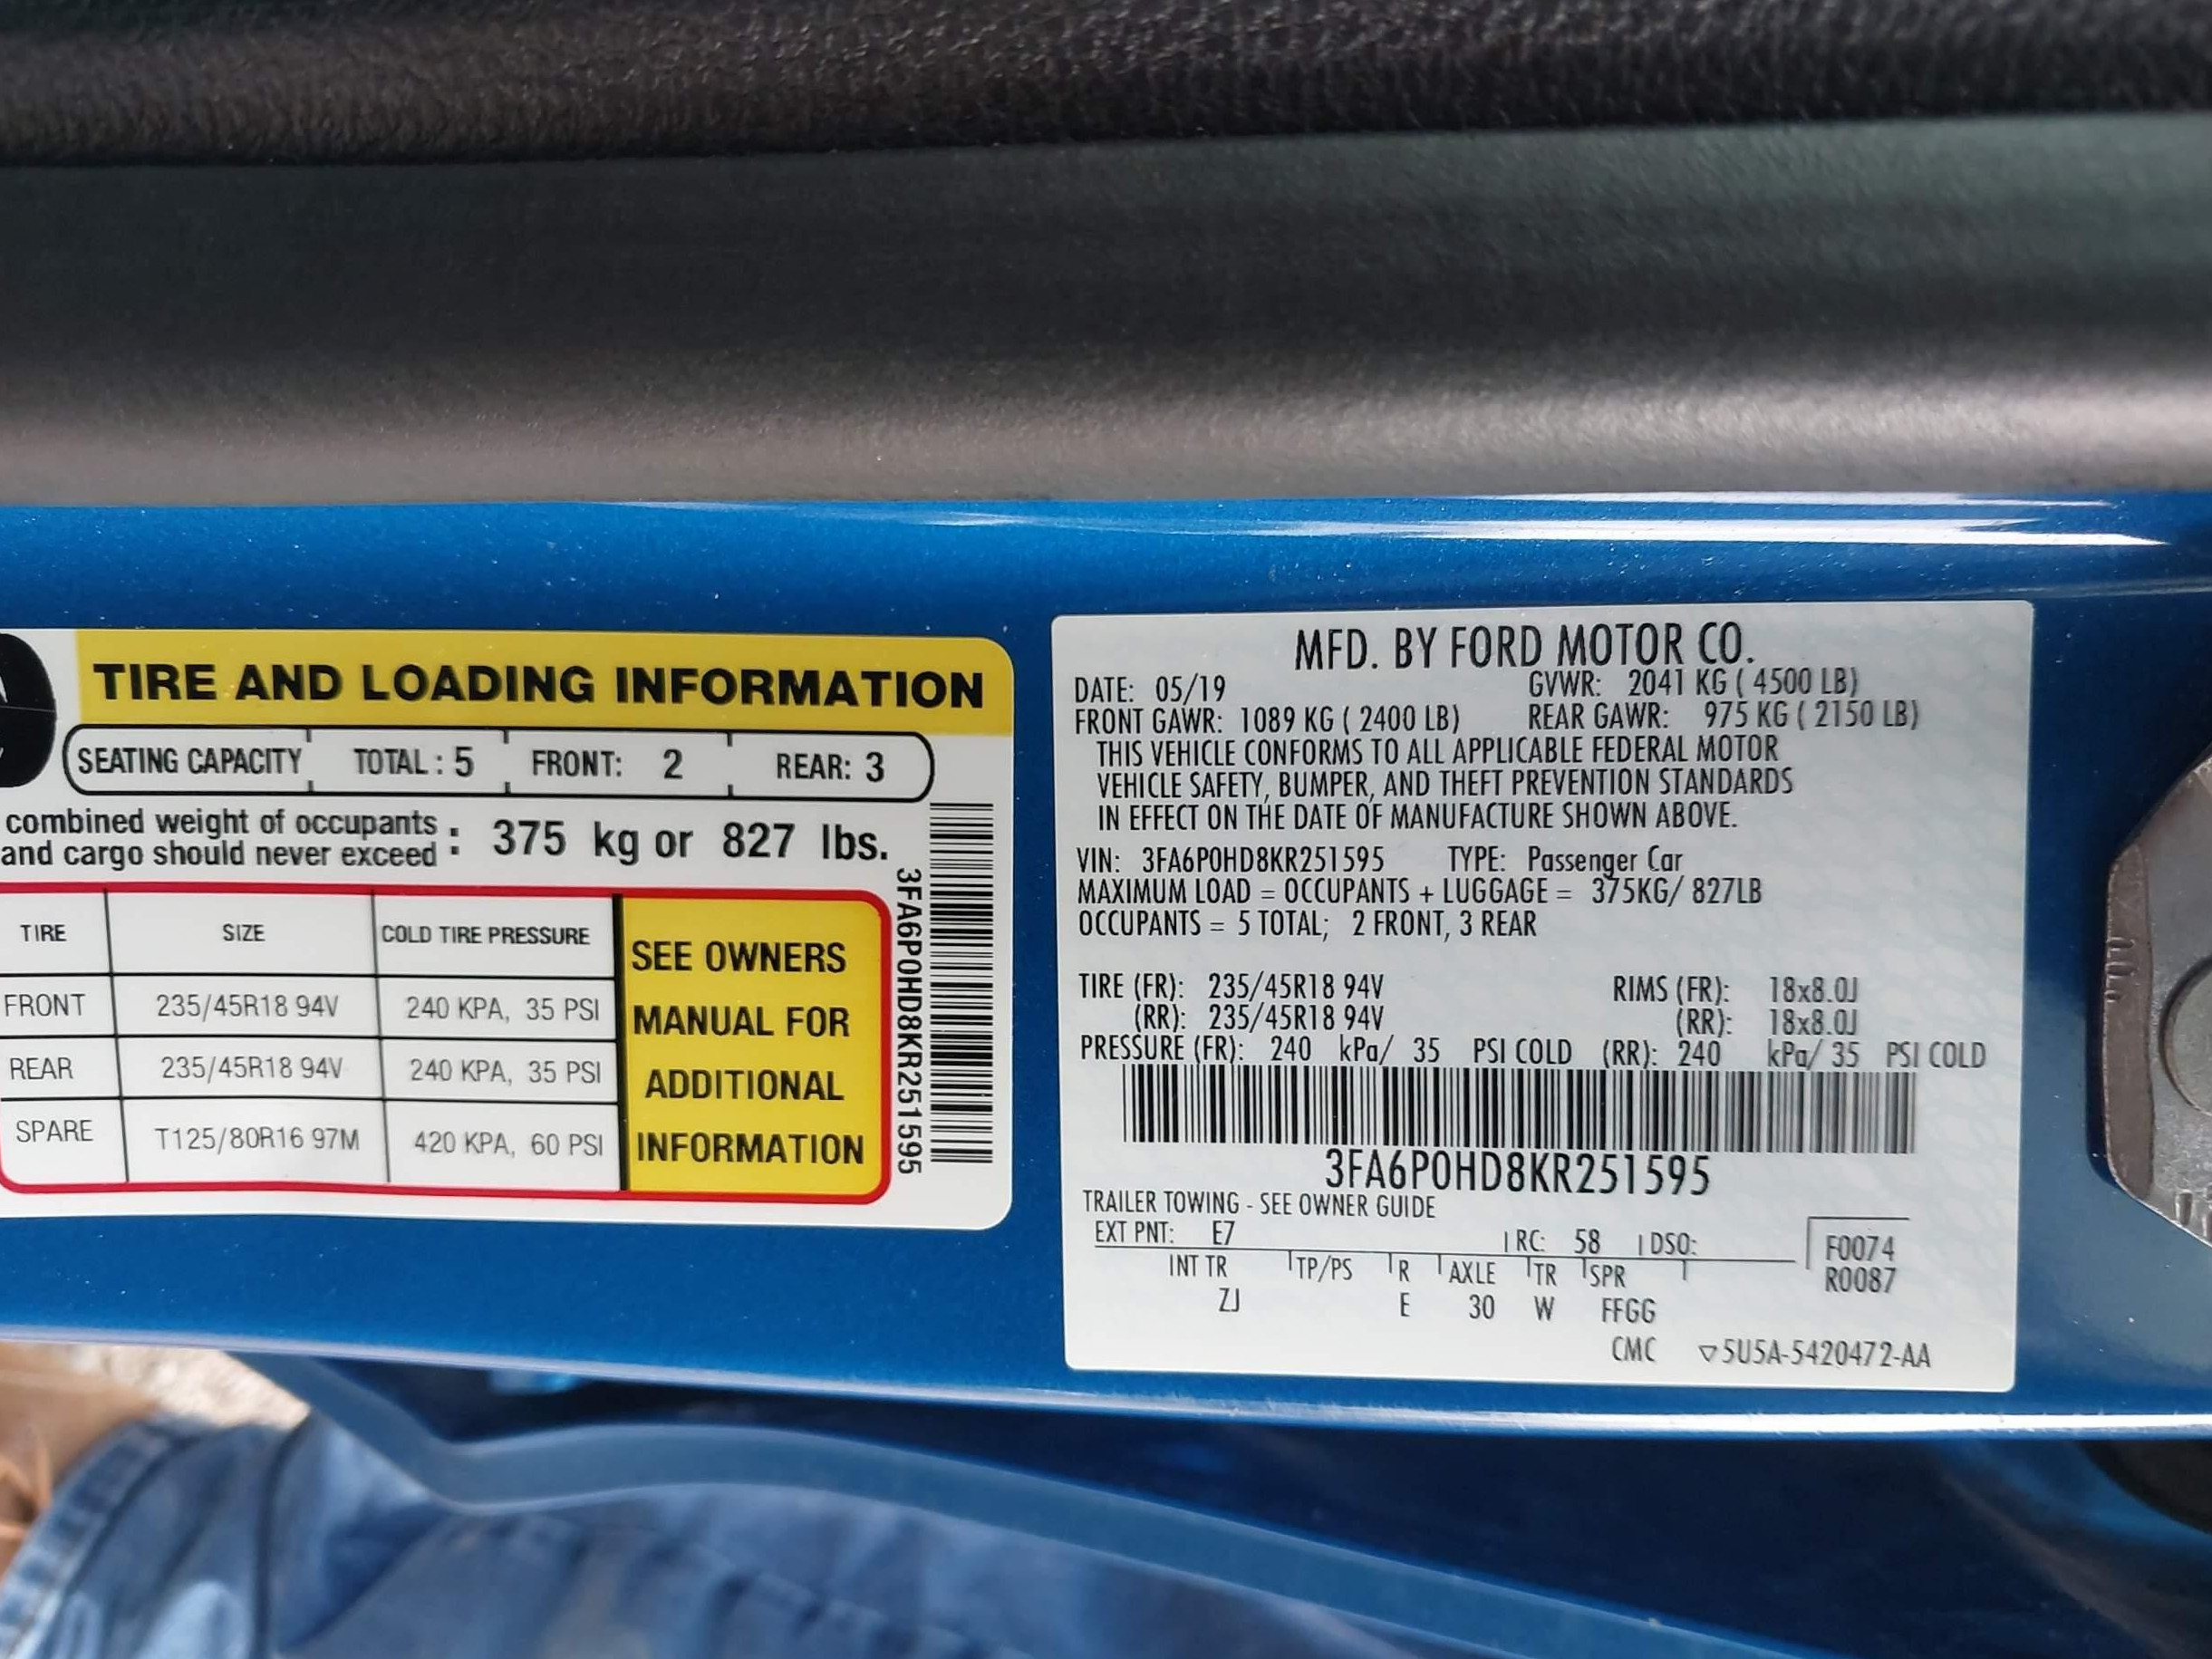 TIRE AND LOADING INFORMATION
SEATING CAPACITY TOTAL : 5 FRONT: 2 REAR: 3
combined weight of occupants
and cargo should never exceed : 375 kg or 827 lbs.
TIRE SIZE COLD TIRE PRESSURE
FRONT 235/45R18 94V 240 KPA, 35 PSI
REAR 235/45R18 94V 240 KPA, 35 PSI
SPARE T125/80R16 97M 420 KPA, 60 PSI
SEE OWNERS
MANUAL FOR
ADDITIONAL
INFORMATION
3FA6P0HD8KR251595
MFD. BY FORD MOTOR CO.
DATE: 05/19 GVWR: 2041 KG ( 4500 LB)
FRONT GAWR: 1089 KG ( 2400 LB) REAR GAWR: 975 KG ( 2150 LB)
THIS VEHICLE CONFORMS TO ALL APPLICABLE FEDERAL MOTOR
VEHICLE SAFETY, BUMPER, AND THEFT PREVENTION STANDARDS
IN EFFECT ON THE DATE OF MANUFACTURE SHOWN ABOVE.
VIN: 3FA6P0HD8KR251595 TYPE: Passenger Car
MAXIMUM LOAD = OCCUPANTS + LUGGAGE = 375KG/ 827LB
OCCUPANTS = 5 TOTAL; 2 FRONT, 3 REAR
TIRE (FR): 235/45R18 94V RIMS (FR): 18x8.0J
(RR): 235/45R18 94V (RR): 18x8.0J
PRESSURE (FR): 240 kPa/ 35 PSI COLD (RR): 240 kPa/ 35 PSI COLD
3FA6P0HD8KR251595
TRAILER TOWING - SEE OWNER GUIDE
EXT PNT: E7 RC: 58 DSO: F0074
INT TR TP/PS R AXLE TR SPR R0087
ZJ E 30 W FFGG
CMC ▽5U5A-5420472-AA